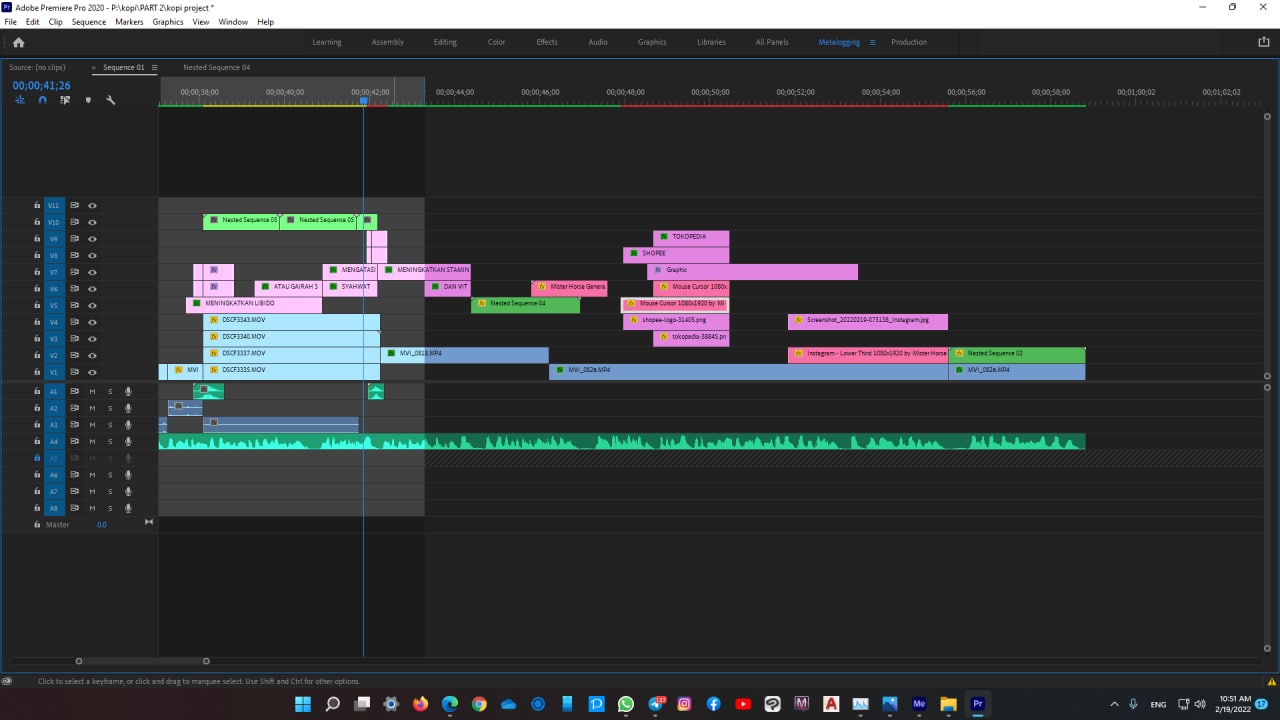 Adobe Premiere Pro 2020 - P:\kopi\PART 2\kopi project *
File Edit Clip Sequence Markers Graphics View Window Help
Learning Assembly Editing Color Effects Audio Graphics Libraries All Panels Metalogging Production
Source: (no clips) × Sequence 01 Nested Sequence 04
00;00;41;26
00;00;38;00 00;00;40;00 00;00;42;00 00;00;44;00 00;00;46;00 00;00;48;00 00;00;50;00 00;00;52;00 00;00;54;00 00;00;56;00 00;00;58;00 00;01;00;02 00;01;02;02
V11
V10 Nested Sequence 05 Nested Sequence 05
V9 TOKOPEDIA
V8 SHOPEE
V7 MENGATASI MENINGKATKAN STAMIN Graphic
V6 ATAU GAIRAH S SYAHWAT DAN VIT Mister Horse Genera Mouse Cursor 1080x
V5 MENINGKATKAN LIBIDO Nested Sequence 04 Mouse Cursor 1080x1920 by Mi
V4 DSCF3343.MOV shopee-logo-31405.png Screenshot_20220219-073138_Instagram.jpg
V3 DSCF3340.MOV tokopedia-38845.pn
V2 DSCF3337.MOV MVI_0818.MP4 Instagram - Lower Third 1080x1920 by Mister Horse Nested Sequence 02
V1 MVI DSCF3335.MOV MVI_0826.MP4 MVI_0826.MP4
A1 M S
A2 M S
A3 M S
A4 M S
A5 M S
A6 M S
A7 M S
A8 M S
Master 0.0
Click to select a keyframe, or click and drag to marquee select. Use Shift and Ctrl for other options.
123 Me Pr ENG 10:51 AM 17
2/19/2022